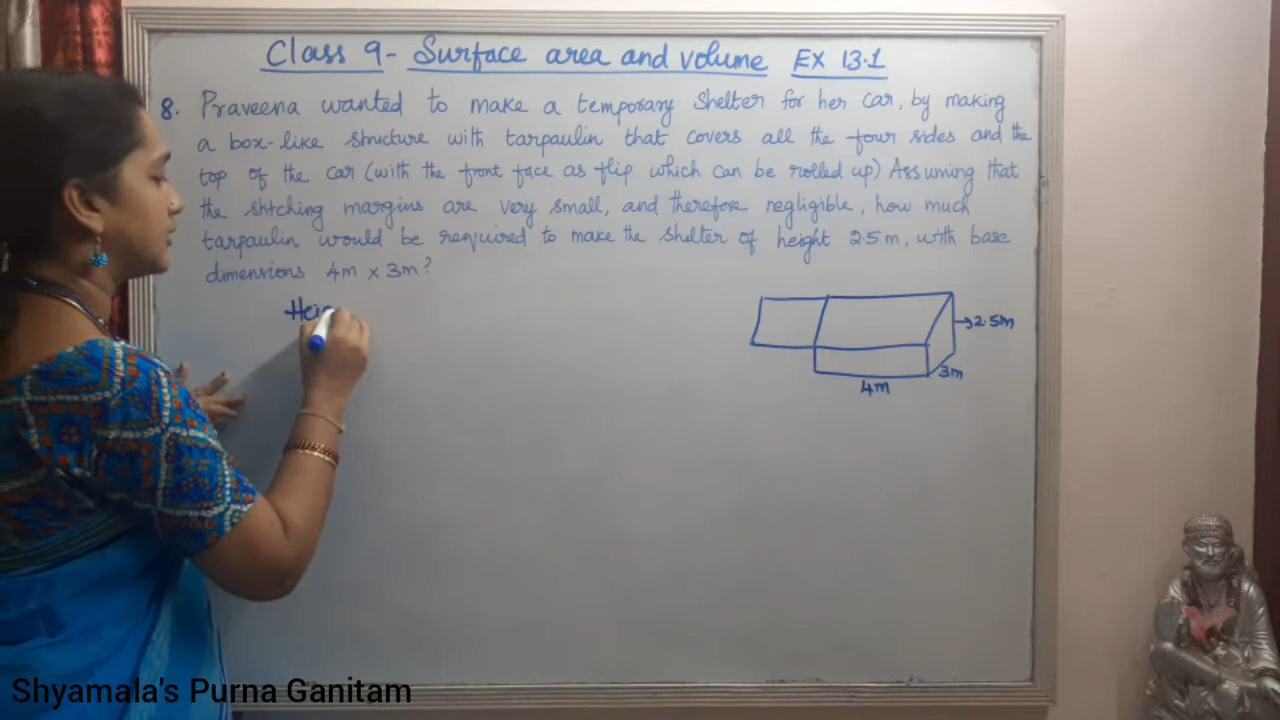 Class 9 - Surface area and volume EX 13.1
8. Praveena wanted to make a temporary Shelter for her car, by making
a box-like structure with tarpaulin that covers all the four sides and the
top of the car (with the front face as flip which can be rolled up) Assuming that
the stitching margins are very small, and therefore negligible, how much
tarpaulin would be required to make the shelter of height 2.5m, with base
dimensions 4m x 3m?
Hei
2.5m
3m
4m
Shyamala's Purna Ganitam